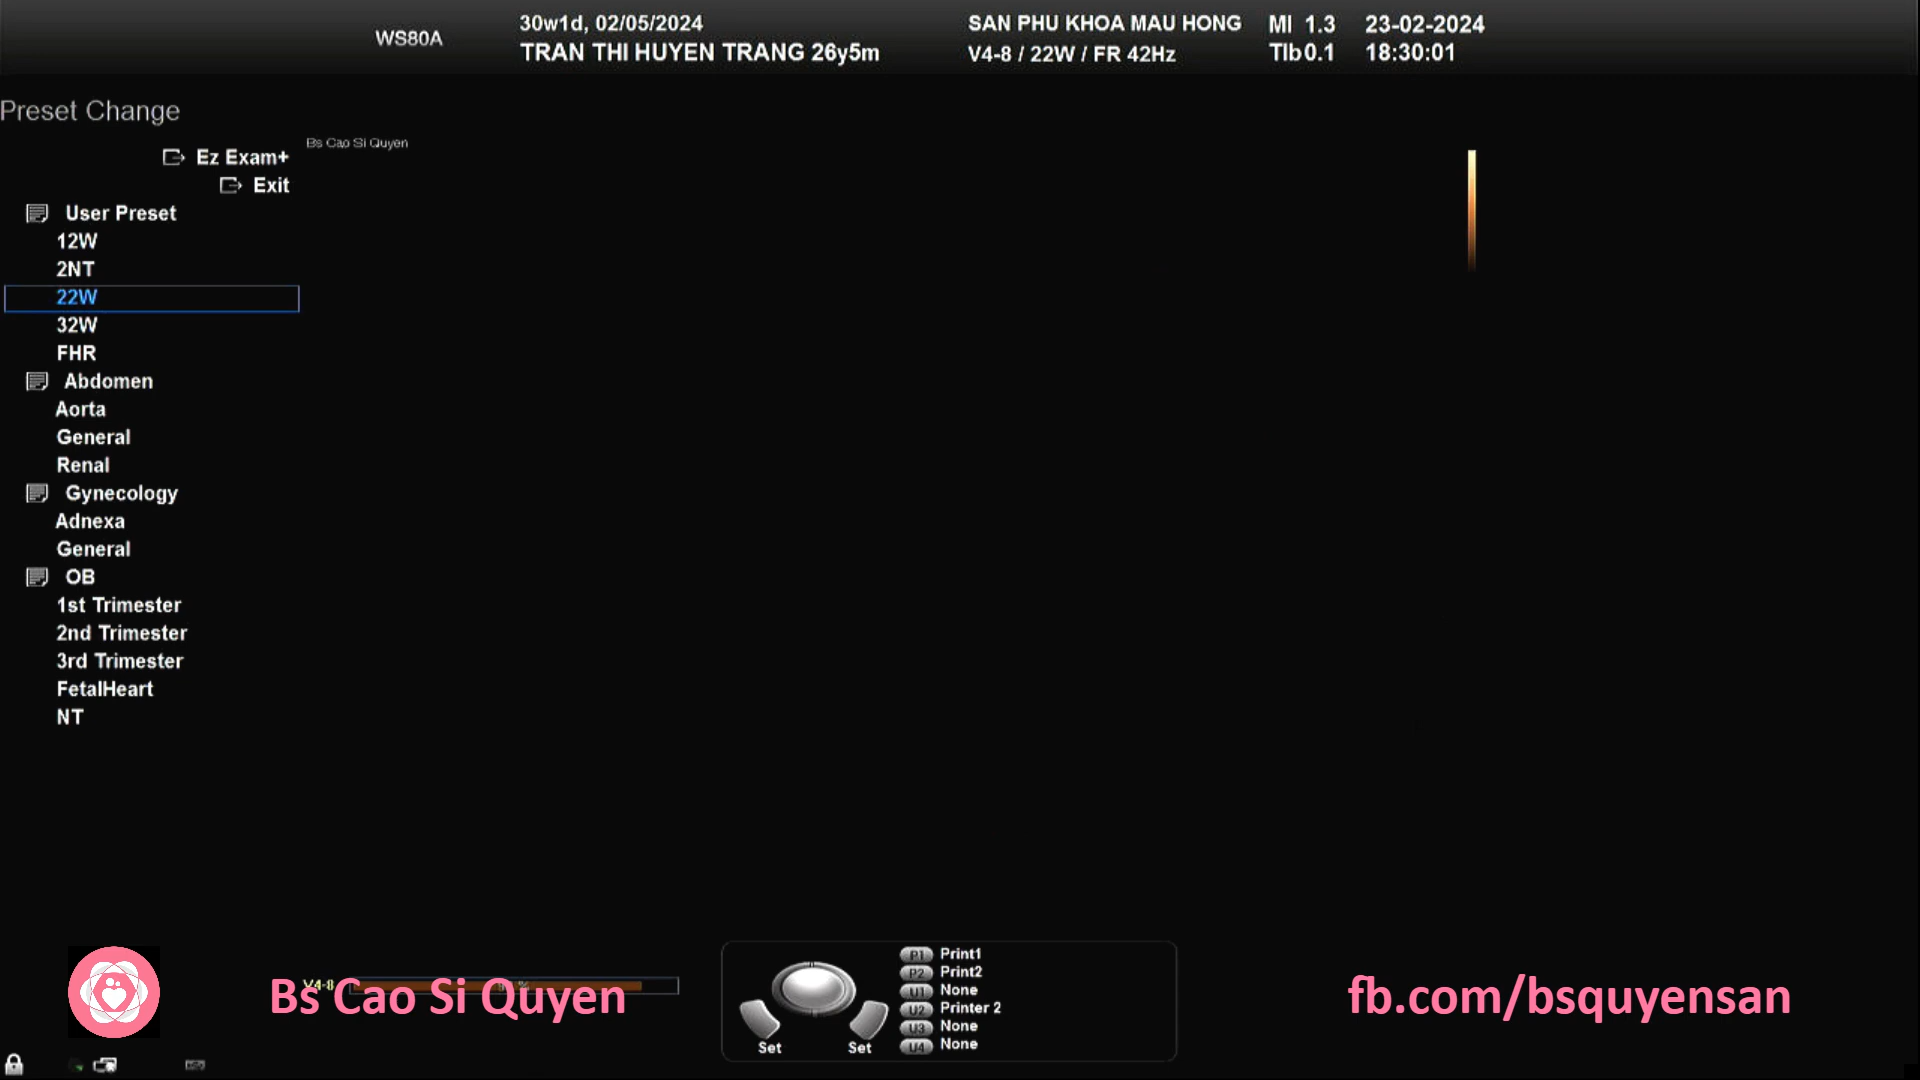 WS80A
30w1d, 02/05/2024
TRAN THI HUYEN TRANG 26y5m
SAN PHU KHOA MAU HONG
V4-8 / 22W / FR 42Hz
MI 1.3
TIb0.1
23-02-2024
18:30:01
Preset Change
Bs Cao Si Quyen
Ez Exam+
Exit
User Preset
12W
2NT
22W
32W
FHR
Abdomen
Aorta
General
Renal
Gynecology
Adnexa
General
OB
1st Trimester
2nd Trimester
3rd Trimester
FetalHeart
NT
V4-8
Bs Cao Si Quyen
Set
Set
P1 Print1
P2 Print2
U1 None
U2 Printer 2
U3 None
U4 None
fb.com/bsquyensan